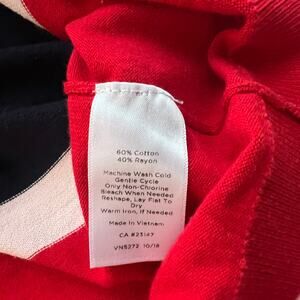 60% Cotton
40% Rayon
Machine Wash Cold
Gentle Cycle
Only Non-Chlorine
Bleach When Needed
Reshape, Lay Flat To
Dry
Warm Iron, If Needed
Made In Vietnam
CA #23147
VN5272 10/18